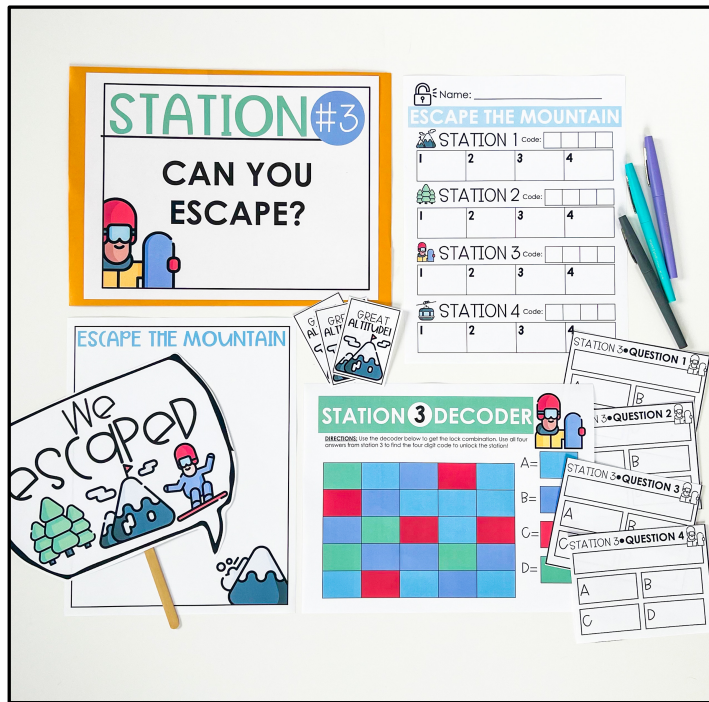 STATION #3
CAN YOU
ESCAPE?
Name:
ESCAPE THE MOUNTAIN
STATION 1 Code:
1 2 3 4
STATION 2 Code:
1 2 3 4
STATION 3 Code:
1 2 3 4
STATION 4 Code:
1 2 3 4
ESCAPE THE MOUNTAIN
We
escaped
GREAT
ALTITUDE!
STATION 3 DECODER
DIRECTIONS: Use the decoder below to get the lock combination. Use all four
answers from station 3 to find the four digit code to unlock the station!
A=
B=
C=
D=
STATION 3•QUESTION 1
A B
STATION 3•QUESTION 2
B
STATION 3•QUESTION 3
A B
C
STATION 3•QUESTION 4
A B
C D